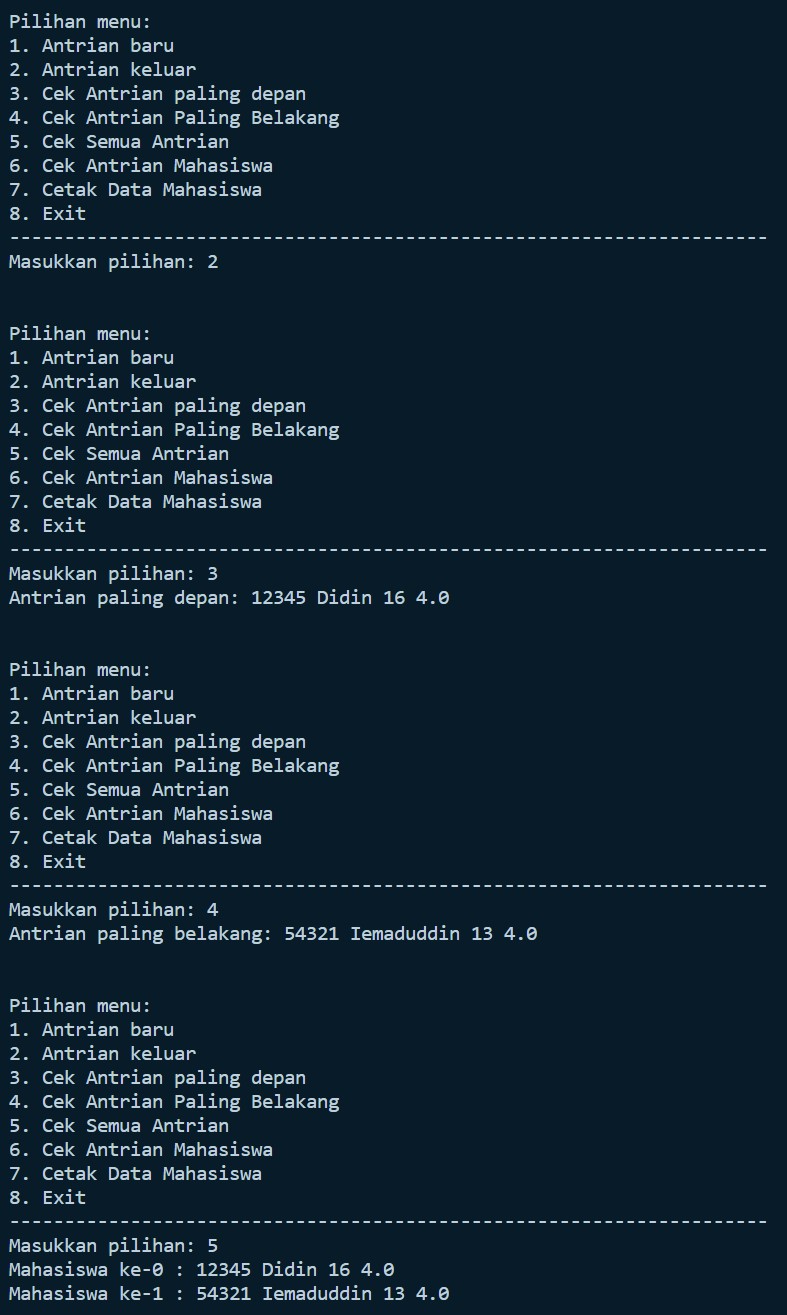 Pilihan menu:
1. Antrian baru
2. Antrian keluar
3. Cek Antrian paling depan
4. Cek Antrian Paling Belakang
5. Cek Semua Antrian
6. Cek Antrian Mahasiswa
7. Cetak Data Mahasiswa
8. Exit
---------------------------------------------------------------------
Masukkan pilihan: 2
Pilihan menu:
1. Antrian baru
2. Antrian keluar
3. Cek Antrian paling depan
4. Cek Antrian Paling Belakang
5. Cek Semua Antrian
6. Cek Antrian Mahasiswa
7. Cetak Data Mahasiswa
8. Exit
---------------------------------------------------------------------
Masukkan pilihan: 3
Antrian paling depan: 12345 Didin 16 4.0
Pilihan menu:
1. Antrian baru
2. Antrian keluar
3. Cek Antrian paling depan
4. Cek Antrian Paling Belakang
5. Cek Semua Antrian
6. Cek Antrian Mahasiswa
7. Cetak Data Mahasiswa
8. Exit
---------------------------------------------------------------------
Masukkan pilihan: 4
Antrian paling belakang: 54321 Iemaduddin 13 4.0
Pilihan menu:
1. Antrian baru
2. Antrian keluar
3. Cek Antrian paling depan
4. Cek Antrian Paling Belakang
5. Cek Semua Antrian
6. Cek Antrian Mahasiswa
7. Cetak Data Mahasiswa
8. Exit
---------------------------------------------------------------------
Masukkan pilihan: 5
Mahasiswa ke-0 : 12345 Didin 16 4.0
Mahasiswa ke-1 : 54321 Iemaduddin 13 4.0